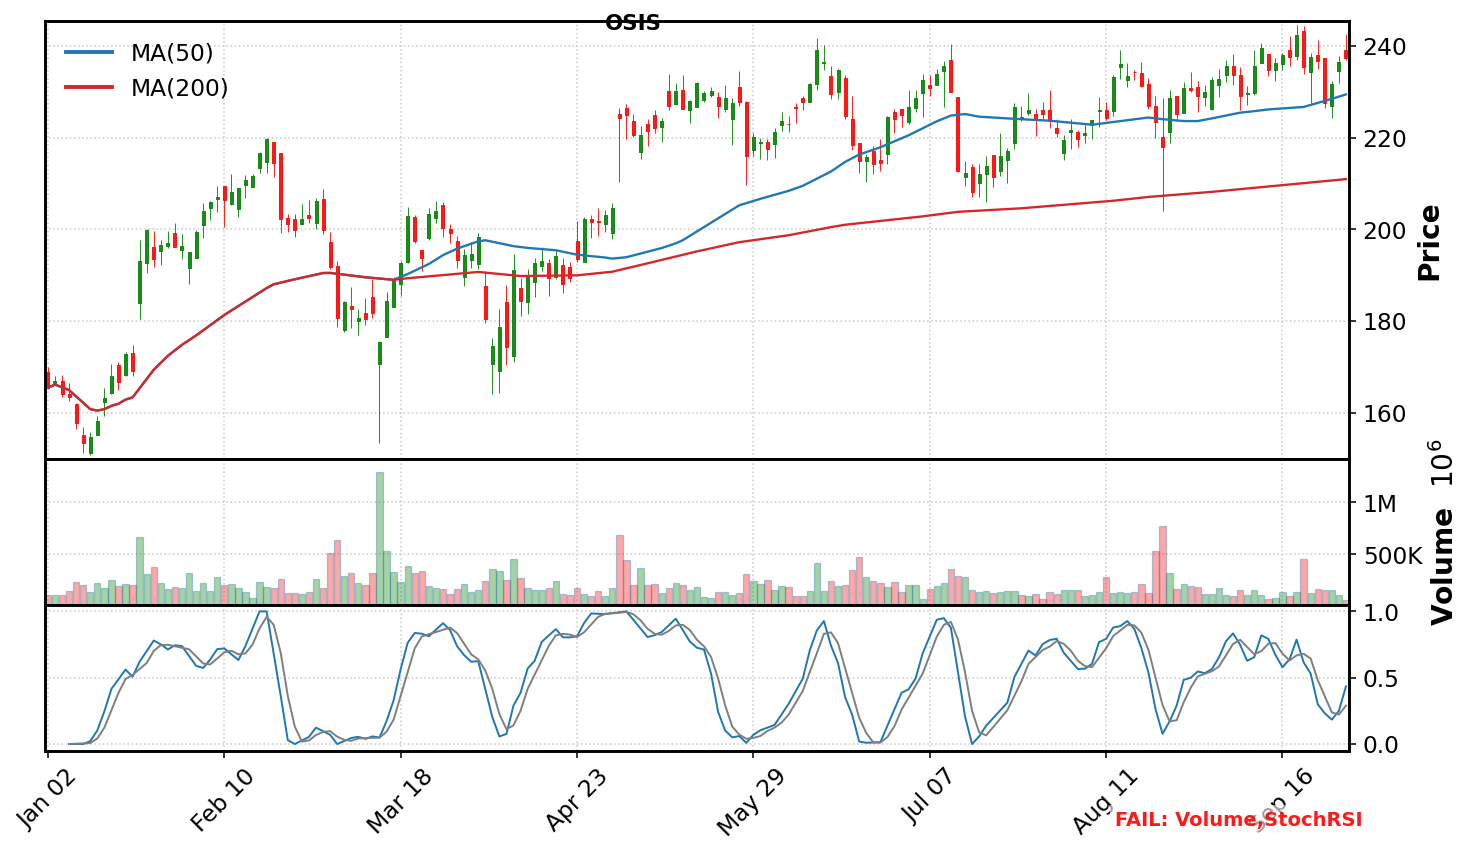 OSIS
MA(50)
MA(200)
240
220
200
180
160
Price
1M
500K
Volume 10^6
1.0
0.5
0.0
Jan 02
Feb 10
Mar 18
Apr 23
May 29
Jul 07
Aug 11
Sep 16
FAIL: Volume,StochRSI